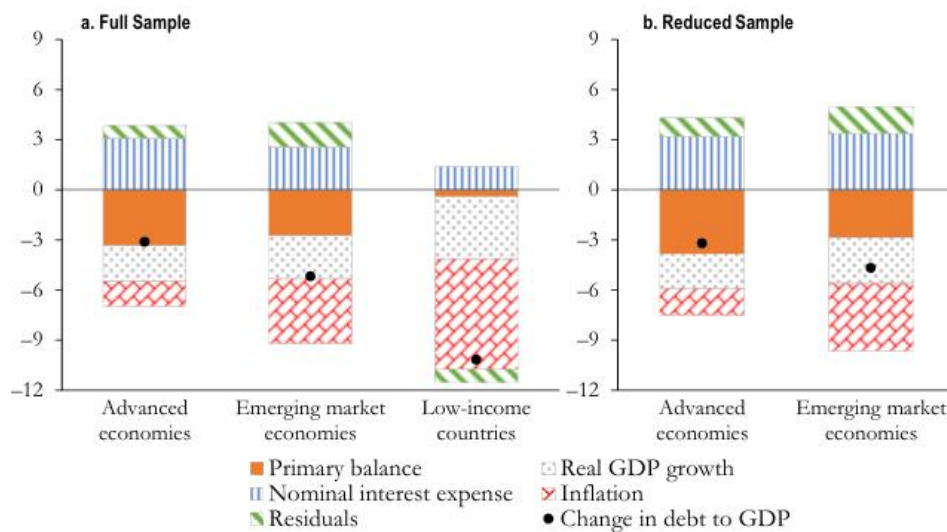 a. Full Sample
b. Reduced Sample
9
6
3
0
–3
–6
–9
–12
9
6
3
0
–3
–6
–9
–12
Advanced
economies
Emerging market
economies
Low-income
countries
Advanced
economies
Emerging market
economies
Primary balance
Real GDP growth
Nominal interest expense
Inflation
Residuals
Change in debt to GDP